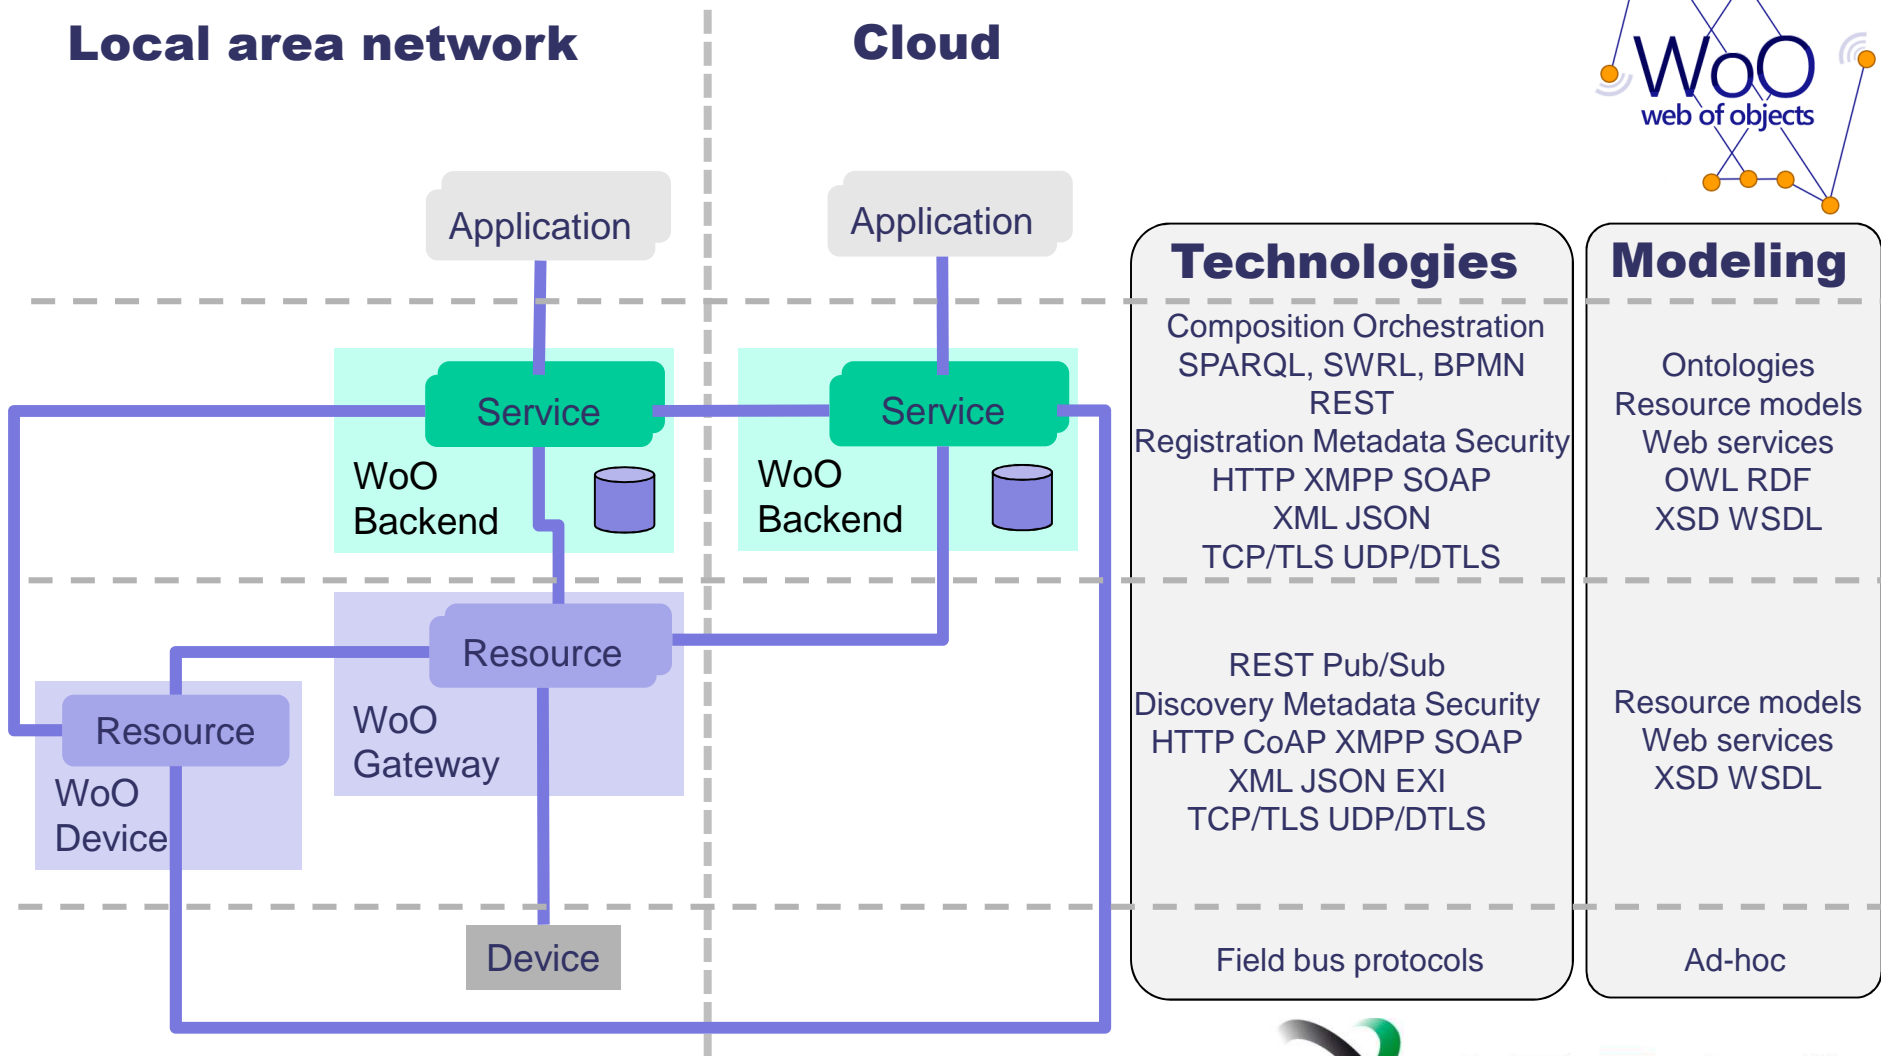 Local area network
Cloud
WoO
web of objects
Application
Application
Technologies
Modeling
Composition Orchestration
SPARQL, SWRL, BPMN
REST
Registration Metadata Security
HTTP XMPP SOAP
XML JSON
TCP/TLS UDP/DTLS
Ontologies
Resource models
Web services
OWL RDF
XSD WSDL
Service
WoO
Backend
Service
WoO
Backend
Resource
WoO
Gateway
Resource
WoO
Device
REST Pub/Sub
Discovery Metadata Security
HTTP CoAP XMPP SOAP
XML JSON EXI
TCP/TLS UDP/DTLS
Resource models
Web services
XSD WSDL
Device
Field bus protocols
Ad-hoc